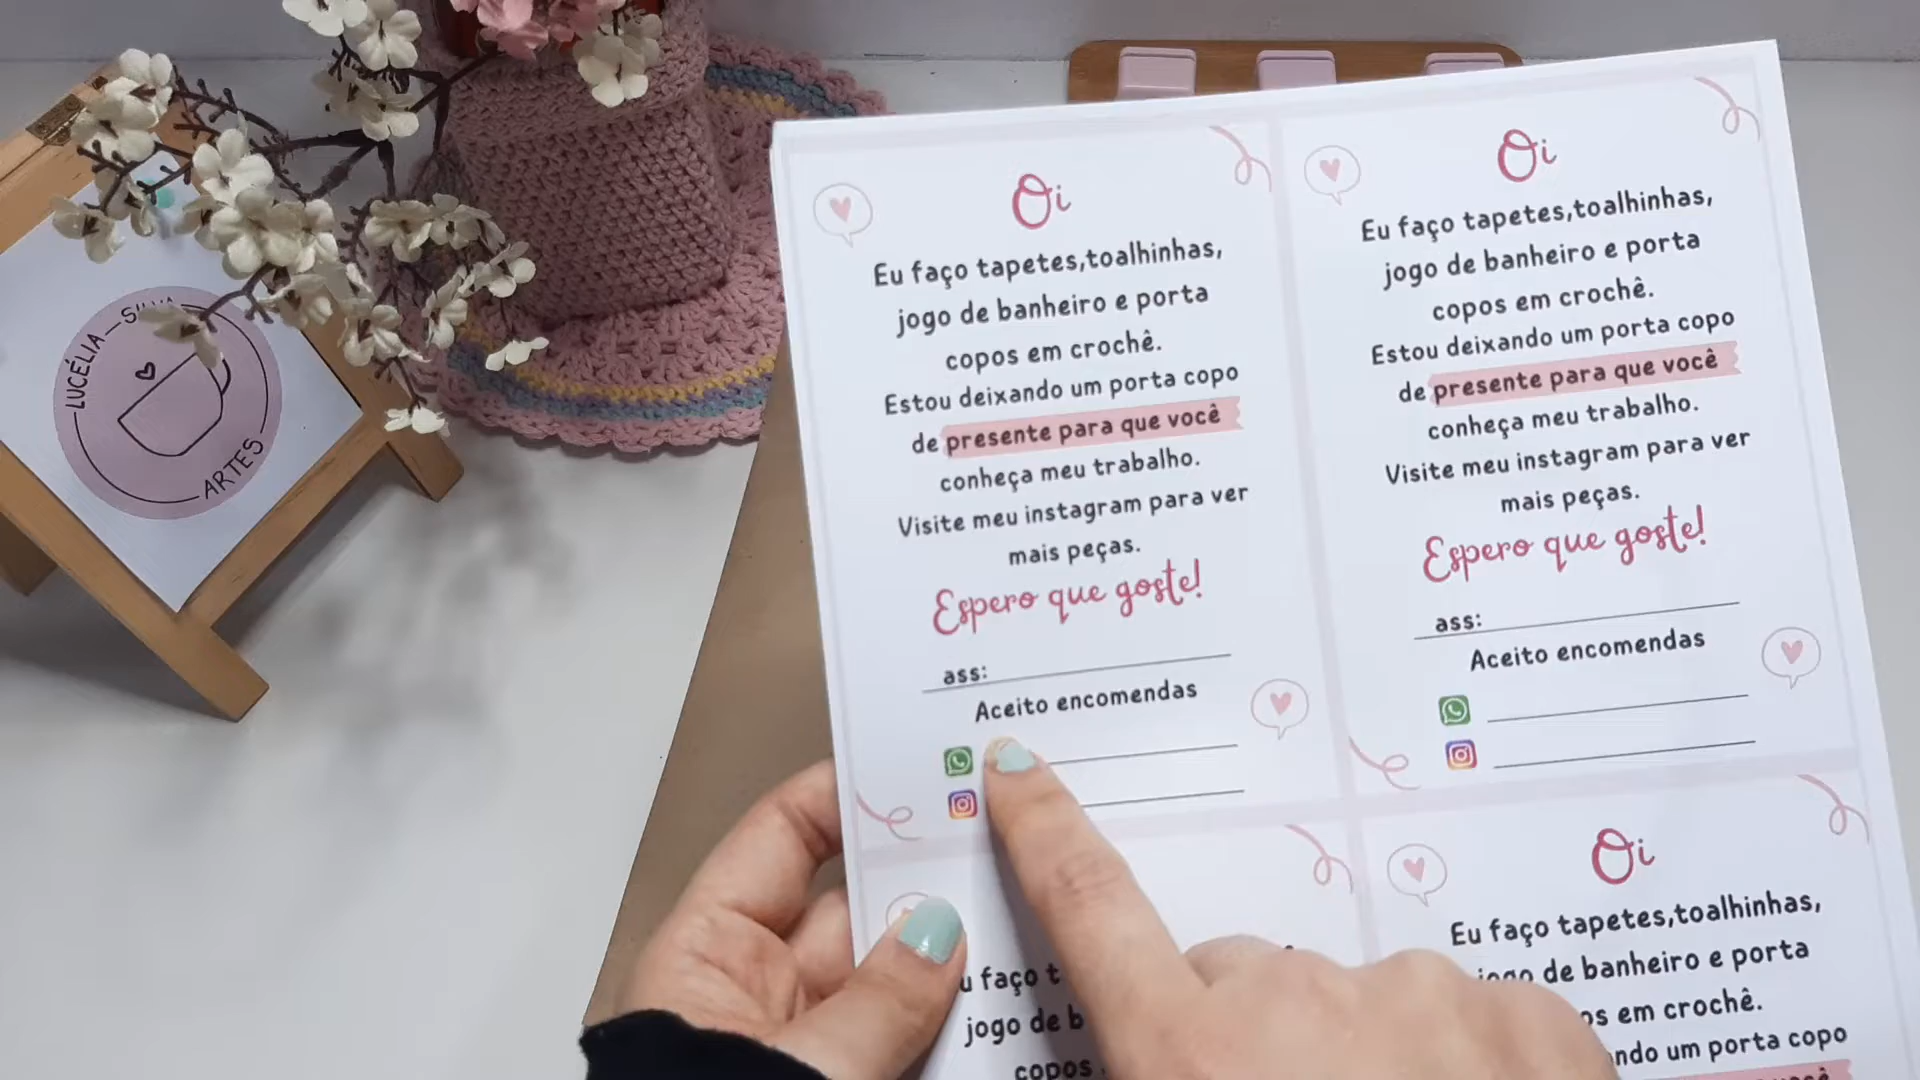 LUCÉLIA
ARTES
Oi
Eu faço tapetes,toalhinhas,
jogo de banheiro e porta
copos em crochê.
Estou deixando um porta copo
de presente para que você
conheça meu trabalho.
Visite meu instagram para ver
mais peças.
Espero que goste!
ass:
Aceito encomendas
Oi
Eu faço tapetes,toalhinhas,
jogo de banheiro e porta
copos em crochê.
Estou deixando um porta copo
de presente para que você
conheça meu trabalho.
Visite meu instagram para ver
mais peças.
Espero que goste!
ass:
Aceito encomendas
faço
jogo de
copos
Oi
Eu faço tapetes,toalhinhas,
de banheiro e porta
em crochê.
um porta copo